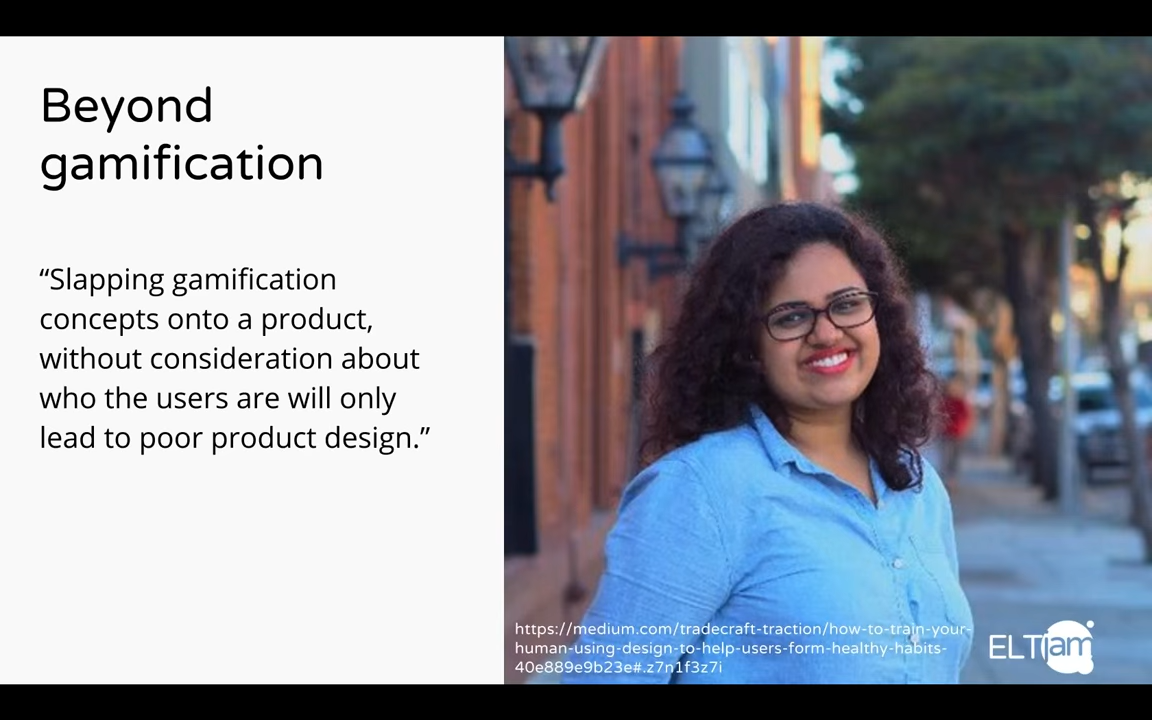 Beyond
gamification
“Slapping gamification
concepts onto a product,
without consideration about
who the users are will only
lead to poor product design.”
https://medium.com/tradecraft-traction/how-to-train-your-
human-using-design-to-help-users-form-healthy-habits-
40e889e9b23e#.z7n1f3z7i
ELTjam